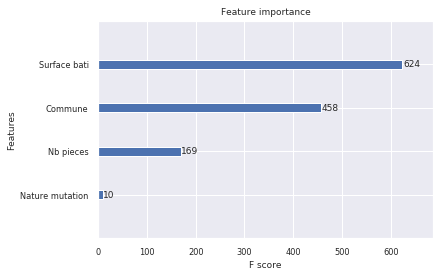 Feature importance
Features
Surface bati
624
Commune
458
Nb pieces
169
Nature mutation
10
0 100 200 300 400 500 600
F score